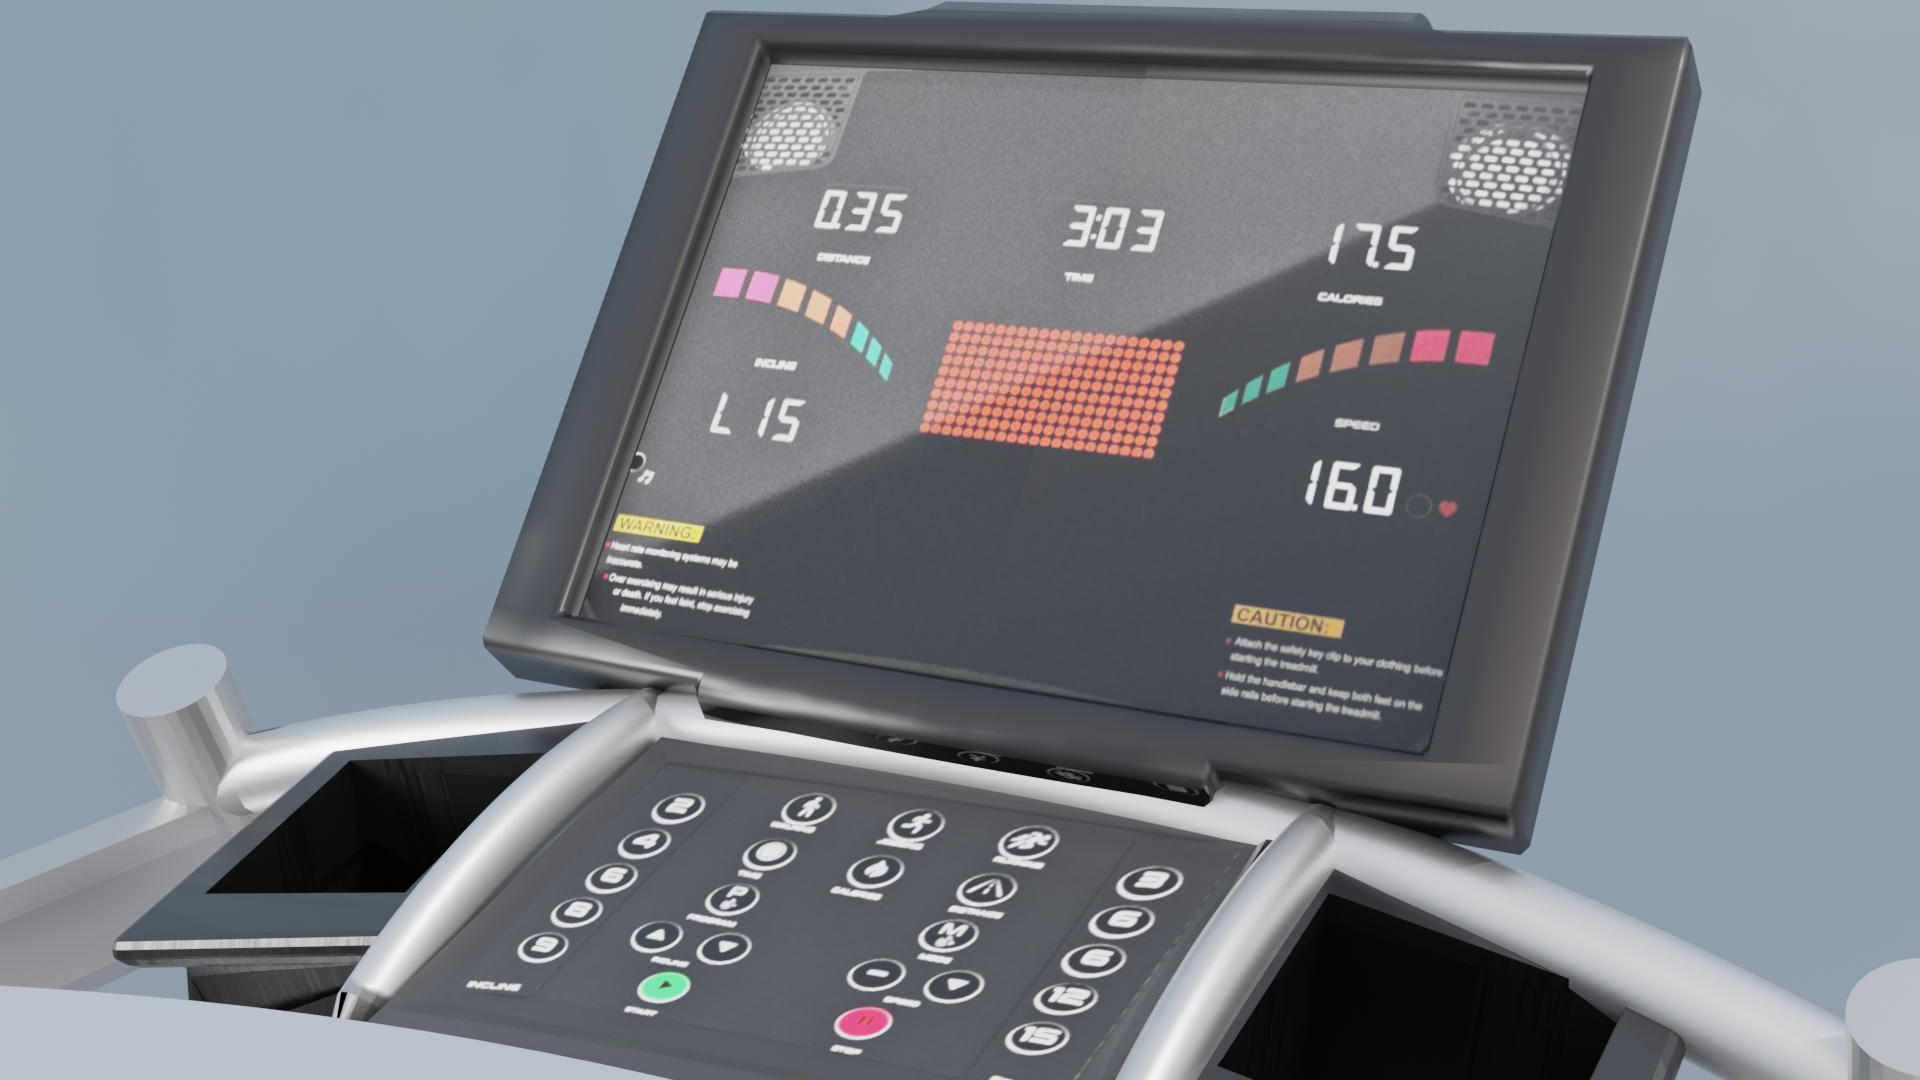 0.35
3:03
17.5
DISTANCE
TIME
CALORIES
INCLINE
SPEED
L 15
16.0
WARNING:
Heart rate monitoring systems may be
inaccurate.
Over exercising may result in serious injury
or death. If you feel faint, stop exercising
immediately.
CAUTION:
Attach the safety key clip to your clothing before
starting the treadmill.
Hold the handlebar and keep both feet on the
side rails before starting the treadmill.
2
4
6
8
9
3
6
6
12
15
TIME
CALORIES
DISTANCE
P
PROGRAM
M
MODE
INCLINE
SPEED
INCLINE
START
STOP